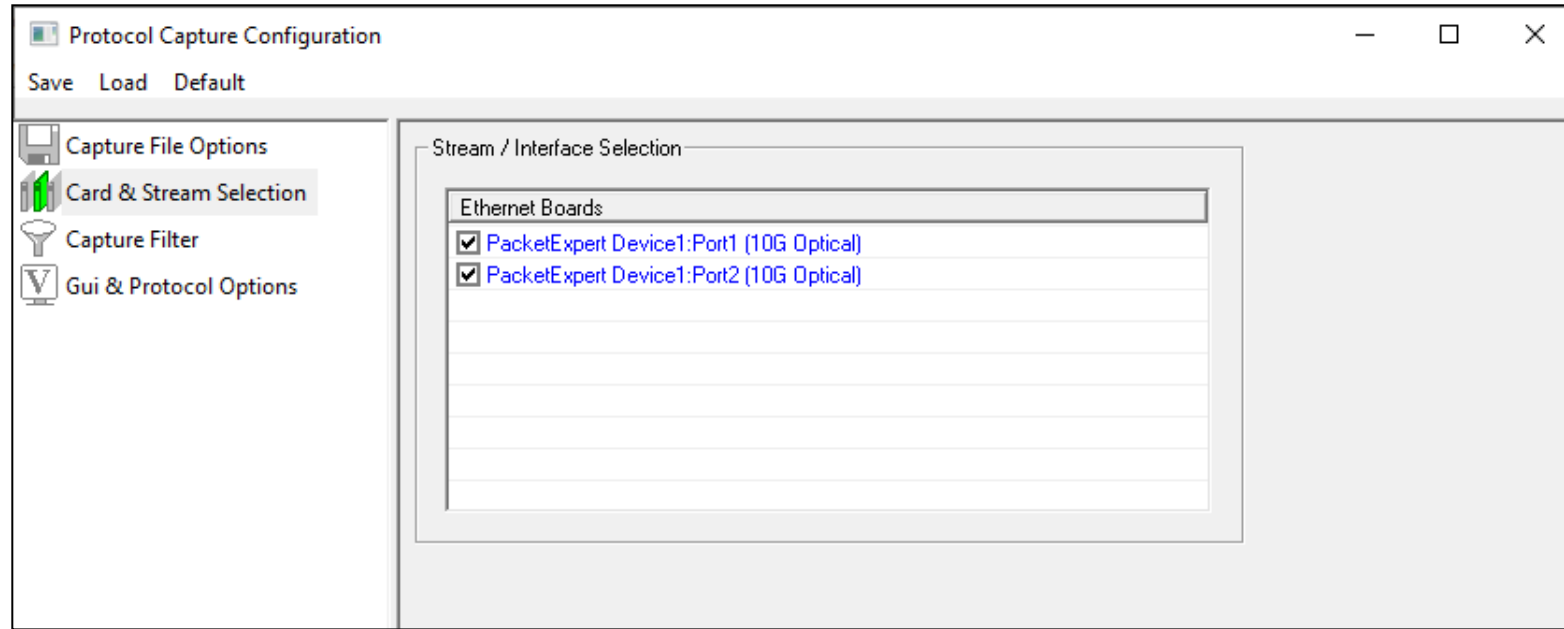 Protocol Capture Configuration
Save Load Default
Capture File Options
Card & Stream Selection
Capture Filter
V Gui & Protocol Options
Stream / Interface Selection
Ethernet Boards
PacketExpert Device1:Port1 (10G Optical)
PacketExpert Device1:Port2 (10G Optical)